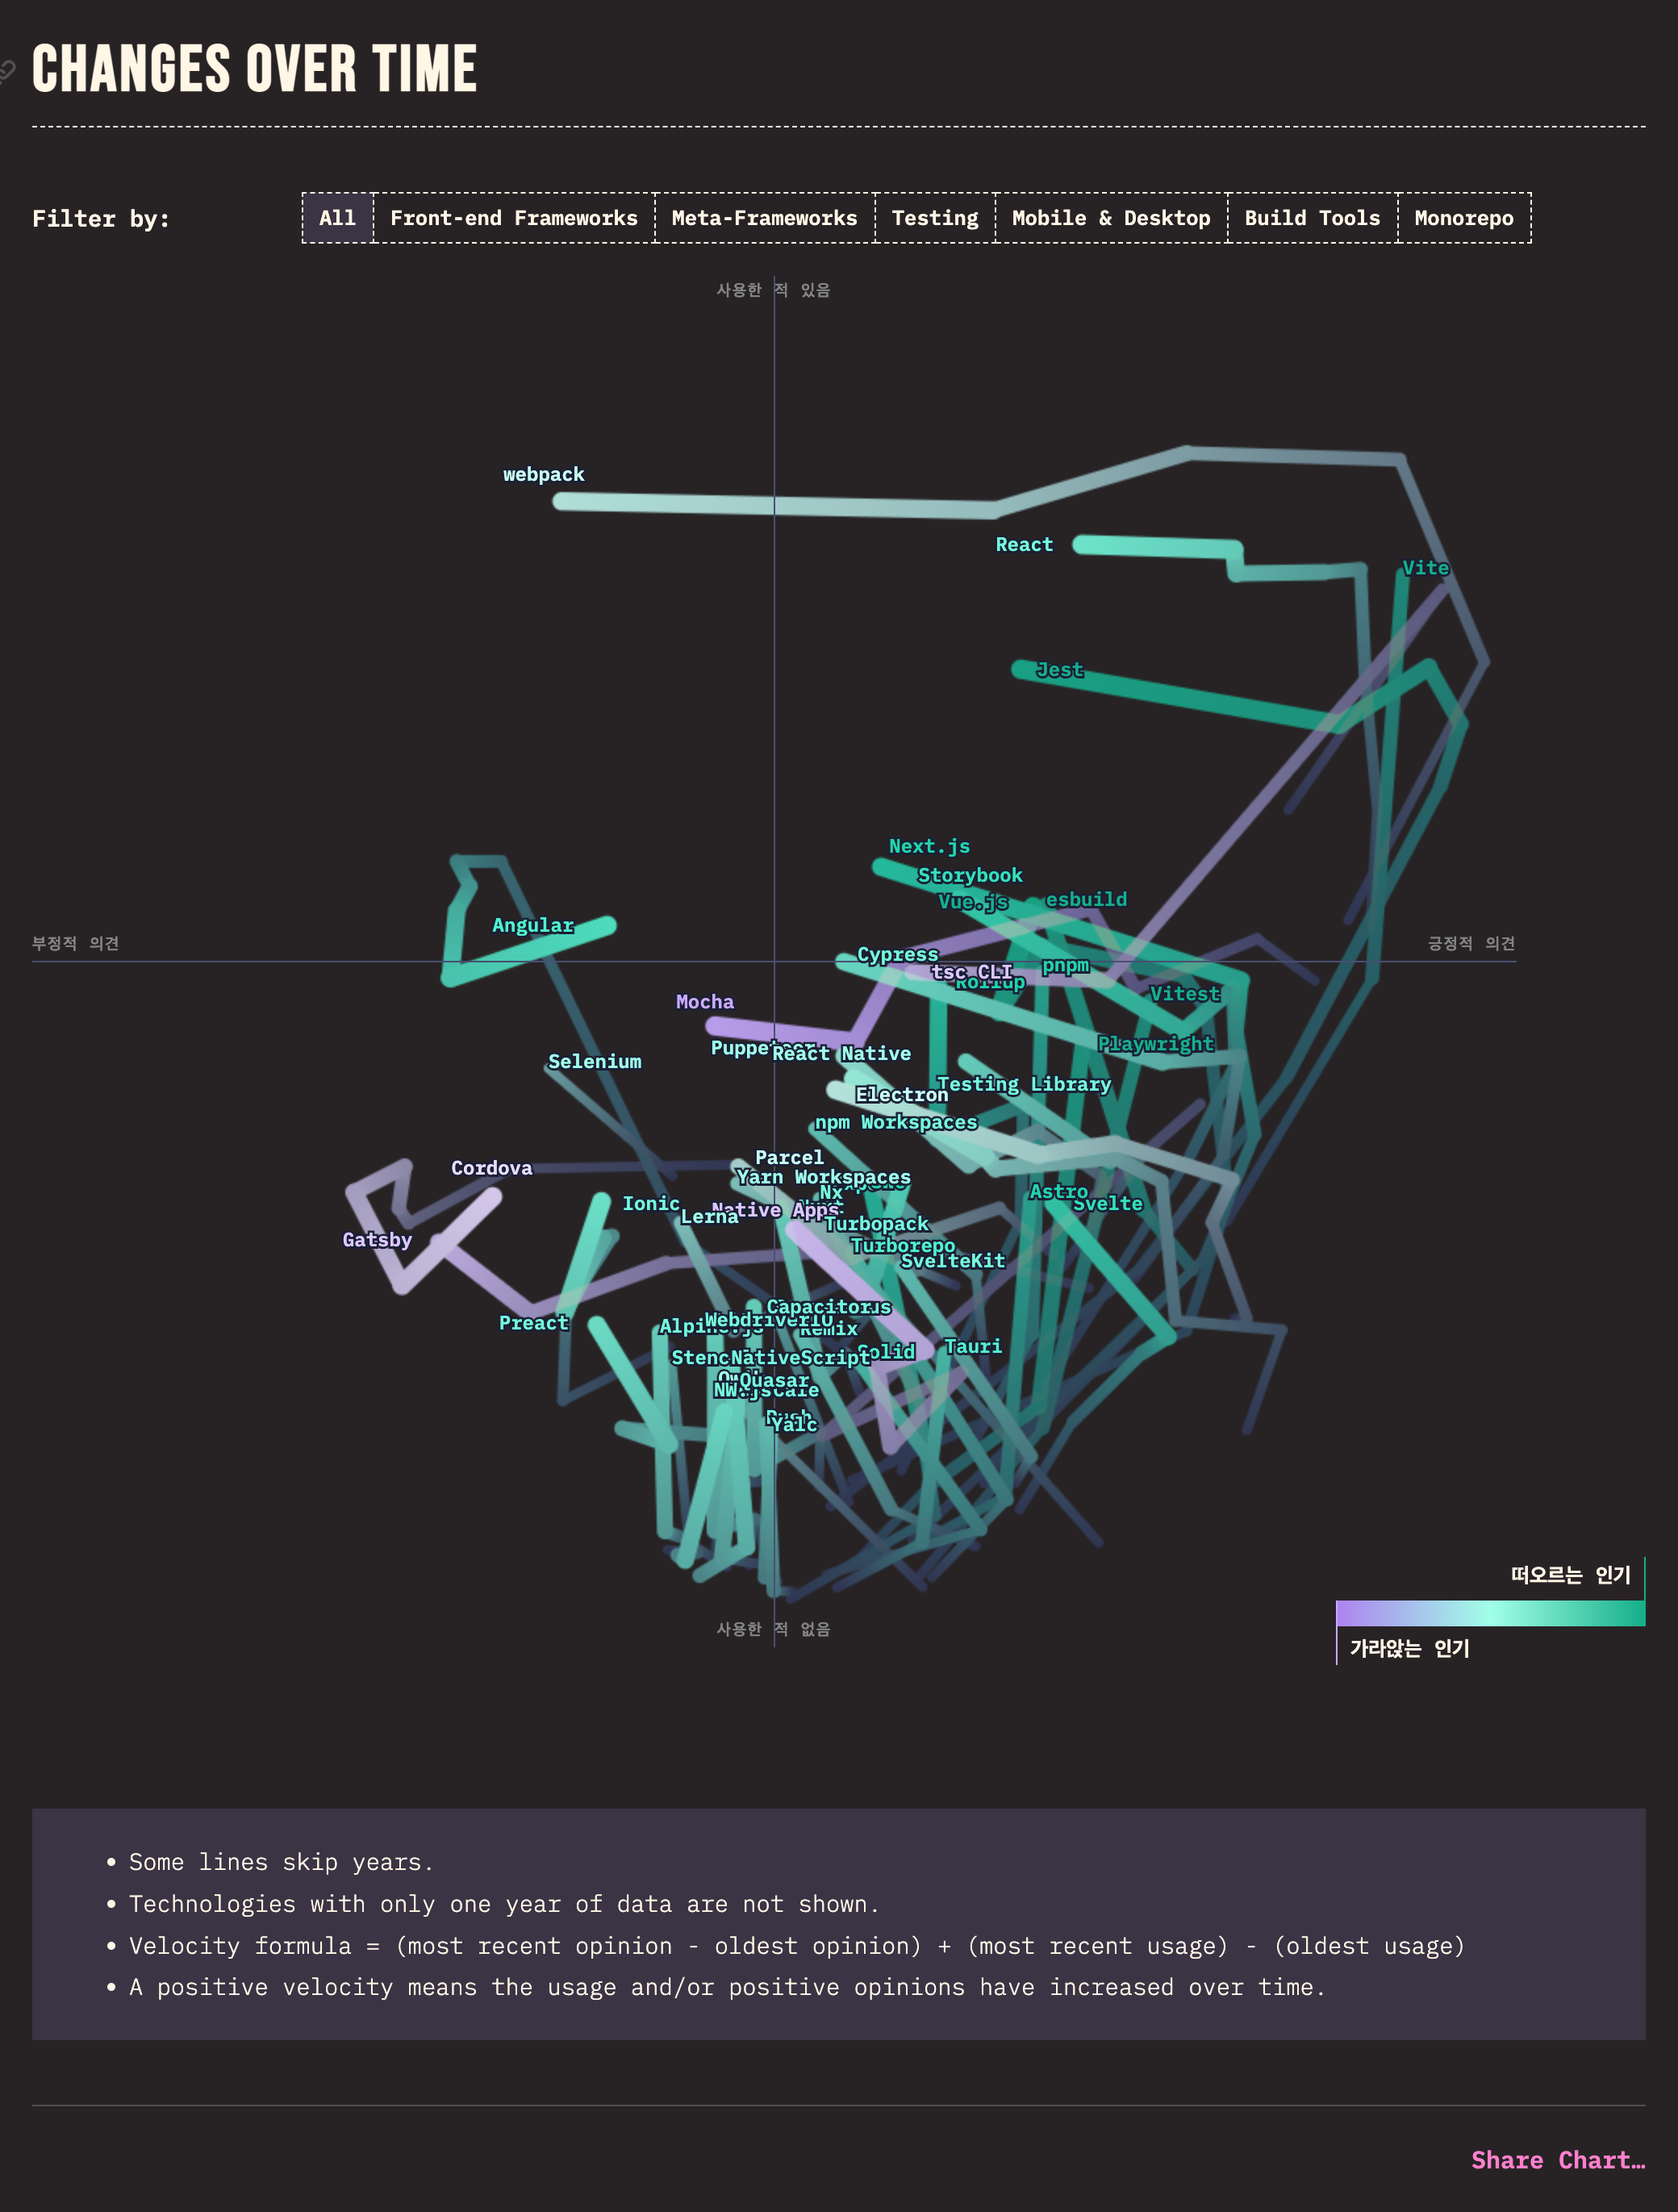 CHANGES OVER TIME
Filter by:
All
Front-end Frameworks
Meta-Frameworks
Testing
Mobile & Desktop
Build Tools
Monorepo
사용한 적 있음
webpack
React
Vite
Jest
Next.js
Storybook
Vue.js
esbuild
Angular
부정적 의견
긍정적 의견
Cypress
tsc CLI
pnpm
Rollup
Vitest
Mocha
Playwright
Puppeteer
React Native
Selenium
Testing Library
Electron
npm Workspaces
Parcel
Cordova
Yarn Workspaces
Nx
Astro
Svelte
Ionic
Native Apps
Lerna
Turbopack
Gatsby
Turborepo
SvelteKit
Capacitor
Preact
WebdriverIO
Alpine.js
Remix
Tauri
Solid
NativeScript
Quasar
NW.js
Yalc
사용한 적 없음
떠오르는 인기
가라앉는 인기
Some lines skip years.
Technologies with only one year of data are not shown.
Velocity formula = (most recent opinion - oldest opinion) + (most recent usage) - (oldest usage)
A positive velocity means the usage and/or positive opinions have increased over time.
Share Chart…